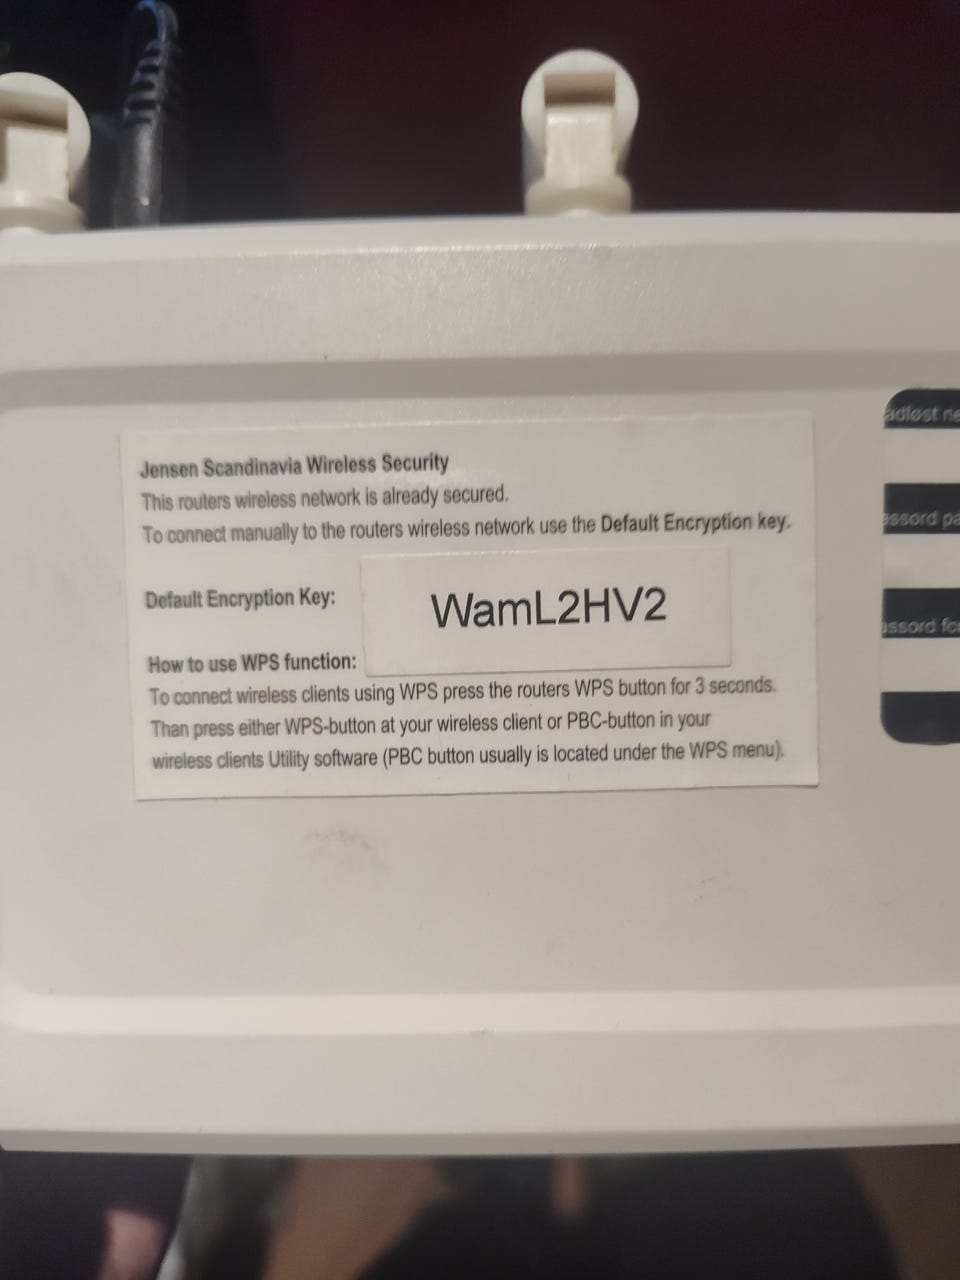 Jensen Scandinavia Wireless Security
This routers wireless network is already secured.
To connect manually to the routers wireless network use the Default Encryption key.
Default Encryption Key:
WamL2HV2
How to use WPS function:
To connect wireless clients using WPS press the routers WPS button for 3 seconds.
Than press either WPS-button at your wireless client or PBC-button in your
wireless clients Utility software (PBC button usually is located under the WPS menu).